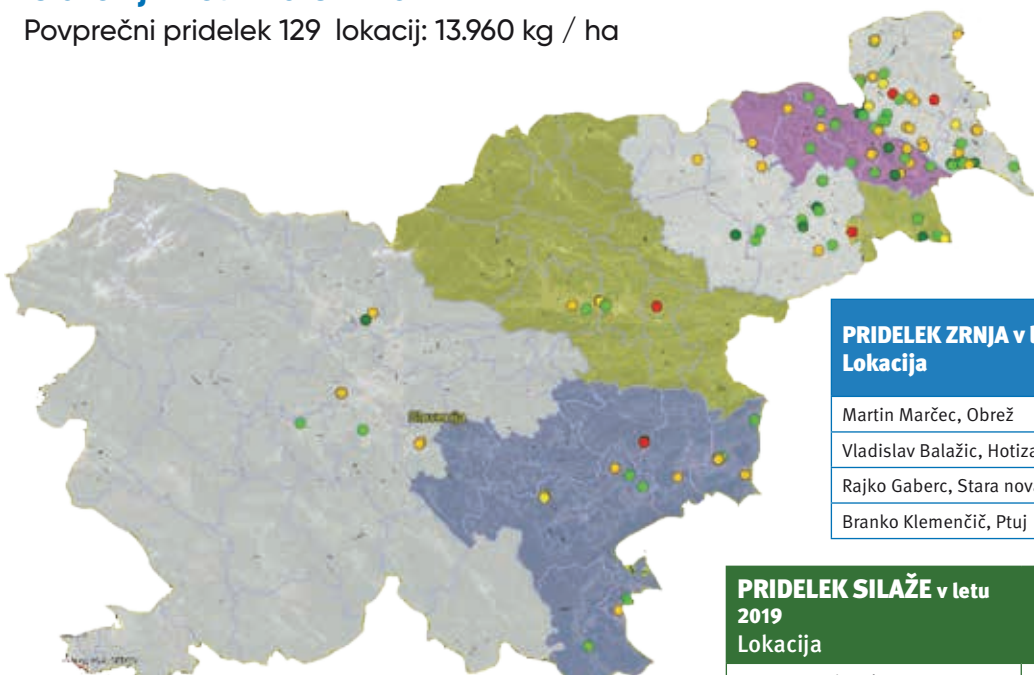 Povprečni pridelek 129 lokacij: 13.960 kg / ha
Slovenija
PRIDELEK ZRNJA v
Lokacija
Martin Marčec, Obrež
Vladislav Balažic, Hotiza
Rajko Gaberc, Stara
Branko Klemenčič, Ptuj
PRIDELEK SILAŽE v letu
2019
Lokacija